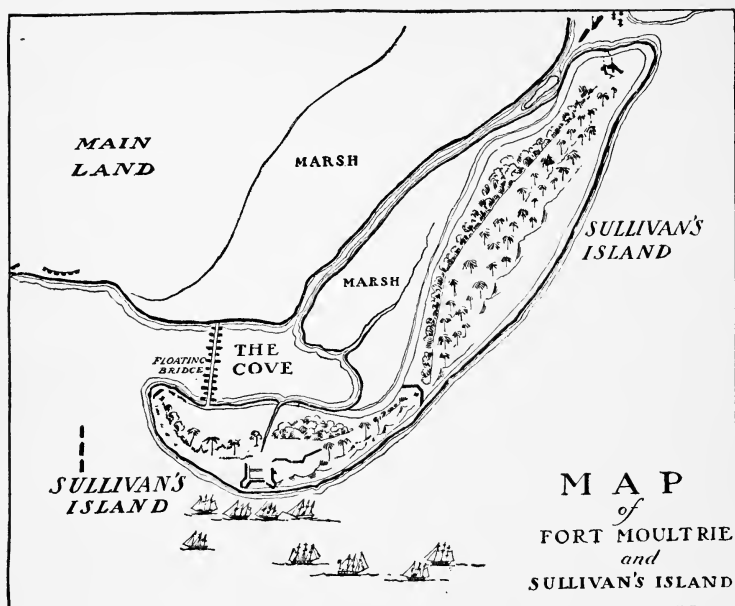 MAIN
LAND
MARSH
SULLIVAN'S
ISLAND
MARSH
FLOATING
BRIDGE
THE
COVE
SULLIVAN'S
ISLAND
MAP
of
FORT MOULTRIE
and
SULLIVAN'S ISLAND